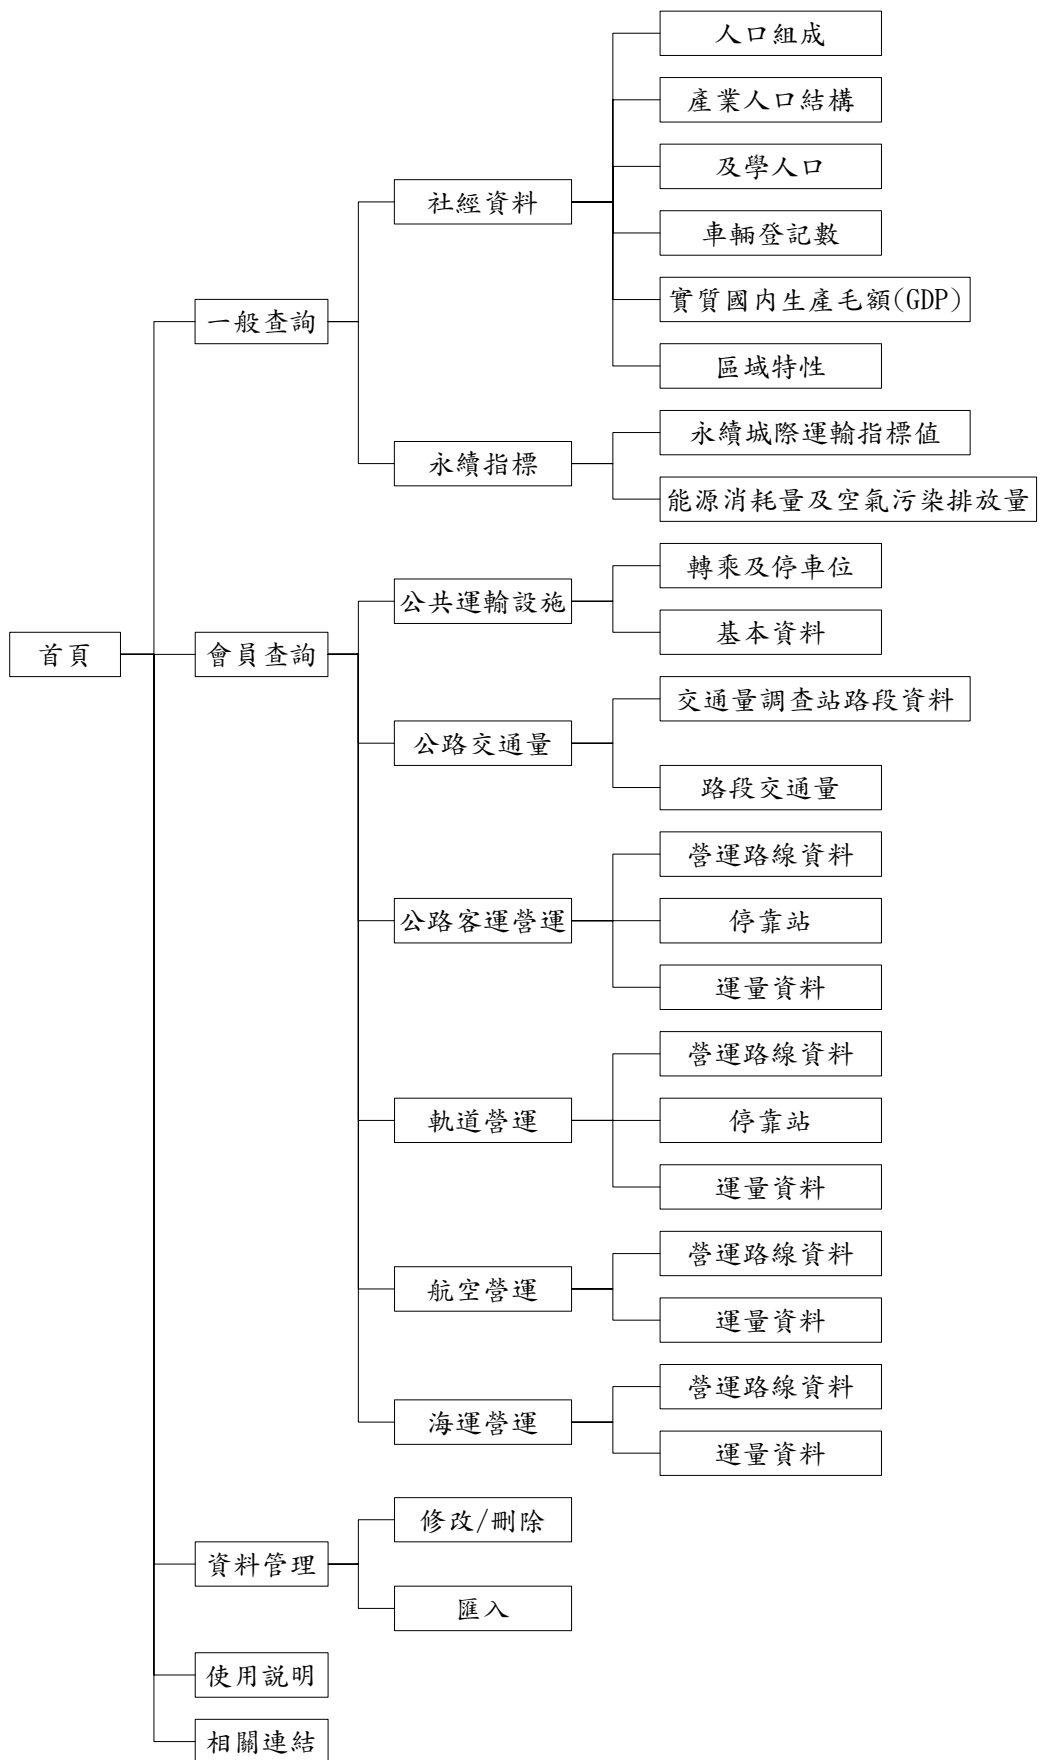 首頁
一般查詢
社經資料
人口組成
產業人口結構
及學人口
車輛登記數
實質國內生產毛額(GDP)
區域特性
永續指標
永續城際運輸指標值
能源消耗量及空氣污染排放量
會員查詢
公共運輸設施
轉乘及停車位
基本資料
公路交通量
交通量調查站路段資料
路段交通量
公路客運營運
營運路線資料
停靠站
運量資料
軌道營運
營運路線資料
停靠站
運量資料
航空營運
營運路線資料
運量資料
海運營運
營運路線資料
運量資料
資料管理
修改/刪除
匯入
使用說明
相關連結